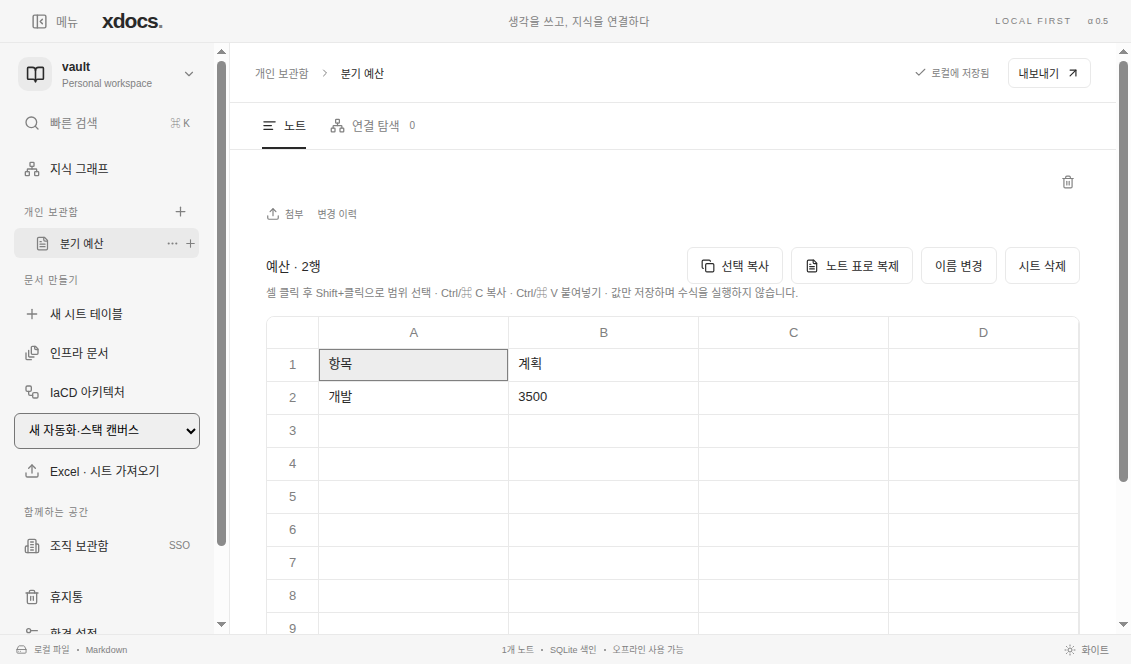 메뉴 xdocs. 생각을 쓰고, 지식을 연결하다 LOCAL FIRST α 0.5
vault
Personal workspace
빠른 검색 ⌘ K
지식 그래프
개인 보관함
분기 예산
문서 만들기
새 시트 테이블
인프라 문서
IaCD 아키텍처
새 자동화·스택 캔버스
Excel · 시트 가져오기
함께하는 공간
조직 보관함 SSO
휴지통
환경 설정
개인 보관함 분기 예산 로컬에 저장됨 내보내기
노트 연결 탐색 0
첨부 변경 이력
예산 · 2행 선택 복사 노트 표로 복제 이름 변경 시트 삭제
셀 클릭 후 Shift+클릭으로 범위 선택 · Ctrl/⌘ C 복사 · Ctrl/⌘ V 붙여넣기 · 값만 저장하며 수식을 실행하지 않습니다.
A B C D
1 항목 계획
2 개발 3500
3
4
5
6
7
8
9
로컬 파일 · Markdown 1개 노트 · SQLite 색인 · 오프라인 사용 가능 화이트